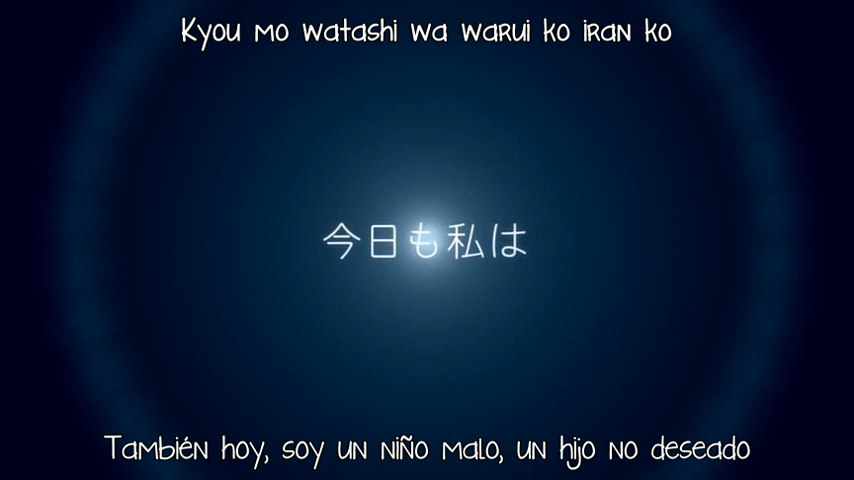 Kyou mo watashi wa warui ko iran ko
今日も私は
También hoy, soy un niño malo, un hijo no deseado